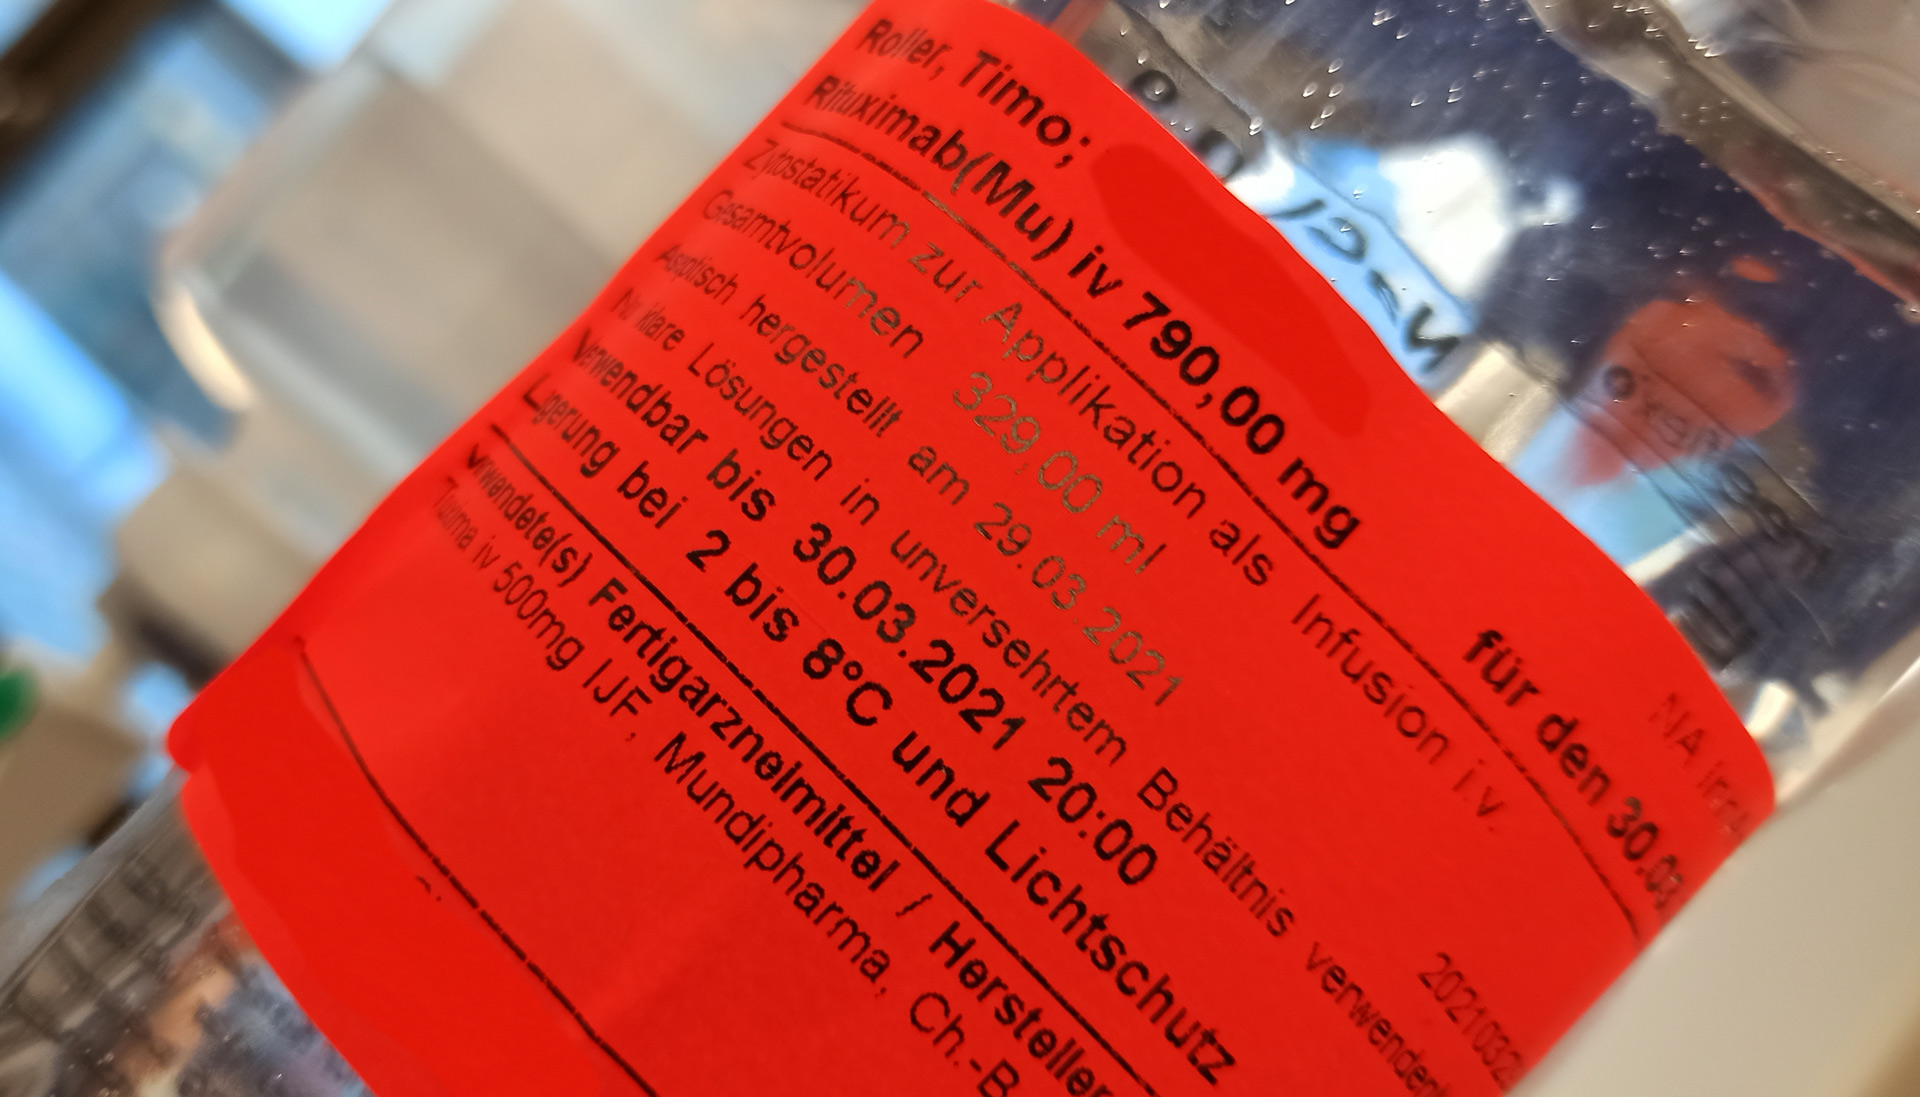 Roller, Timo;
Rituximab(Mu) iv 790,00 mg für den 30.03
Zytostatikum zur Applikation als Infusion i.v.
Gesamtvolumen 329,00 ml
Aseptisch hergestellt am 29.03.2021
Nur klare Lösungen in unversehrtem Behältnis verwenden
Verwendbar bis 30.03.2021 20:00
Lagerung bei 2 bis 8°C und Lichtschutz
Verwendete(s) Fertigarzneimittel / Hersteller
Truxima iv 500mg IJF, Mundipharma, Ch.-B